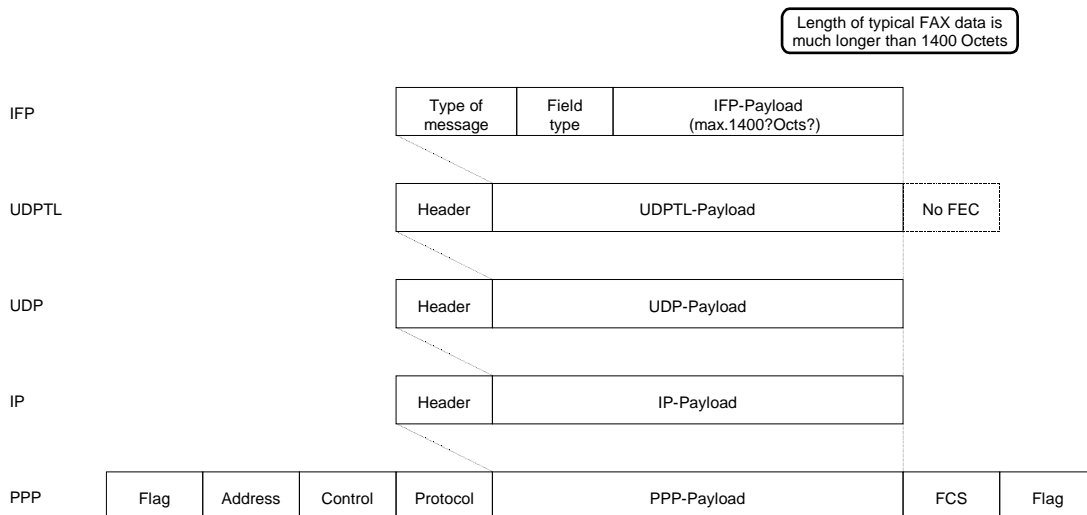 Length of typical FAX data is
much longer than 1400 Octets
IFP
Type of
message
Field
type
IFP-Payload
(max.1400?Octs?)
UDPTL
Header
UDPTL-Payload
No FEC
UDP
Header
UDP-Payload
IP
Header
IP-Payload
PPP
Flag
Address
Control
Protocol
PPP-Payload
FCS
Flag